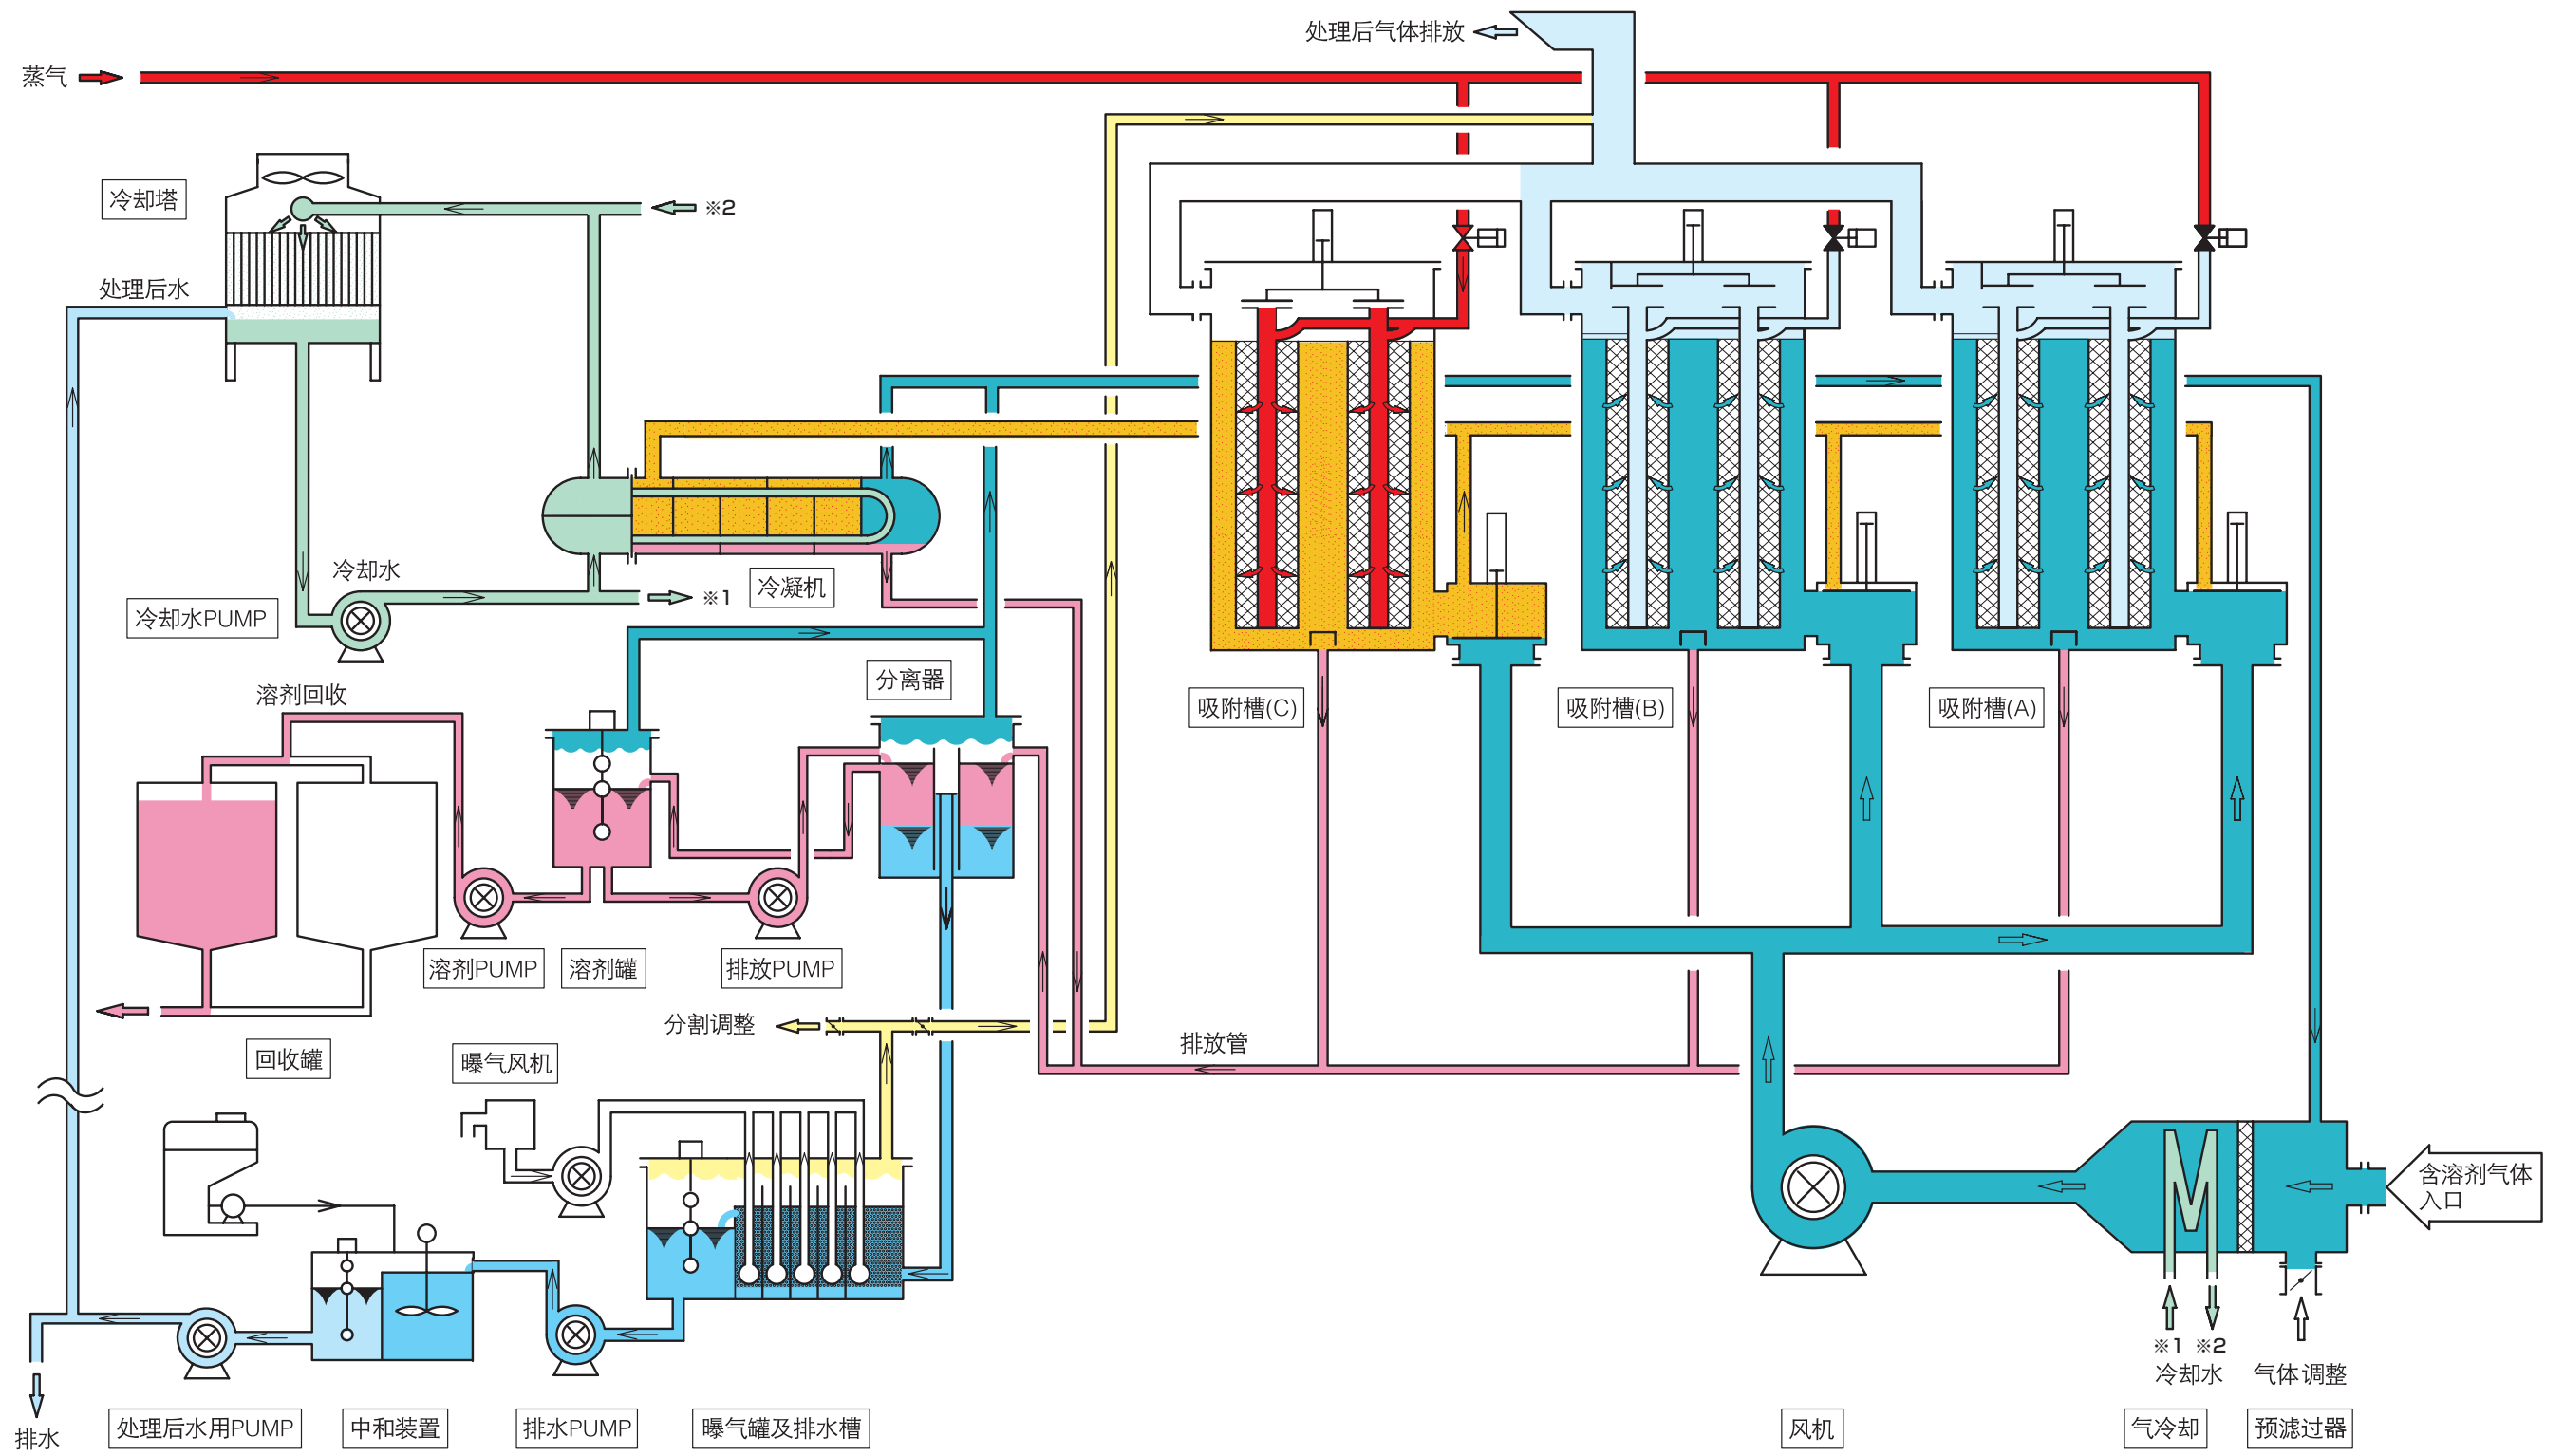 处理后气体排放
蒸气
冷却塔
※2
处理后水
冷却水
※1
冷却水PUMP
冷凝机
分离器
溶剂回收
吸附槽(C)
吸附槽(B)
吸附槽(A)
溶剂PUMP
溶剂罐
排放PUMP
分割调整
排放管
回收罐
曝气风机
含溶剂气体
入口
※1 ※2
冷却水
气体调整
排水
处理后水用PUMP
中和装置
排水PUMP
曝气罐及排水槽
风机
气冷却
预滤过器